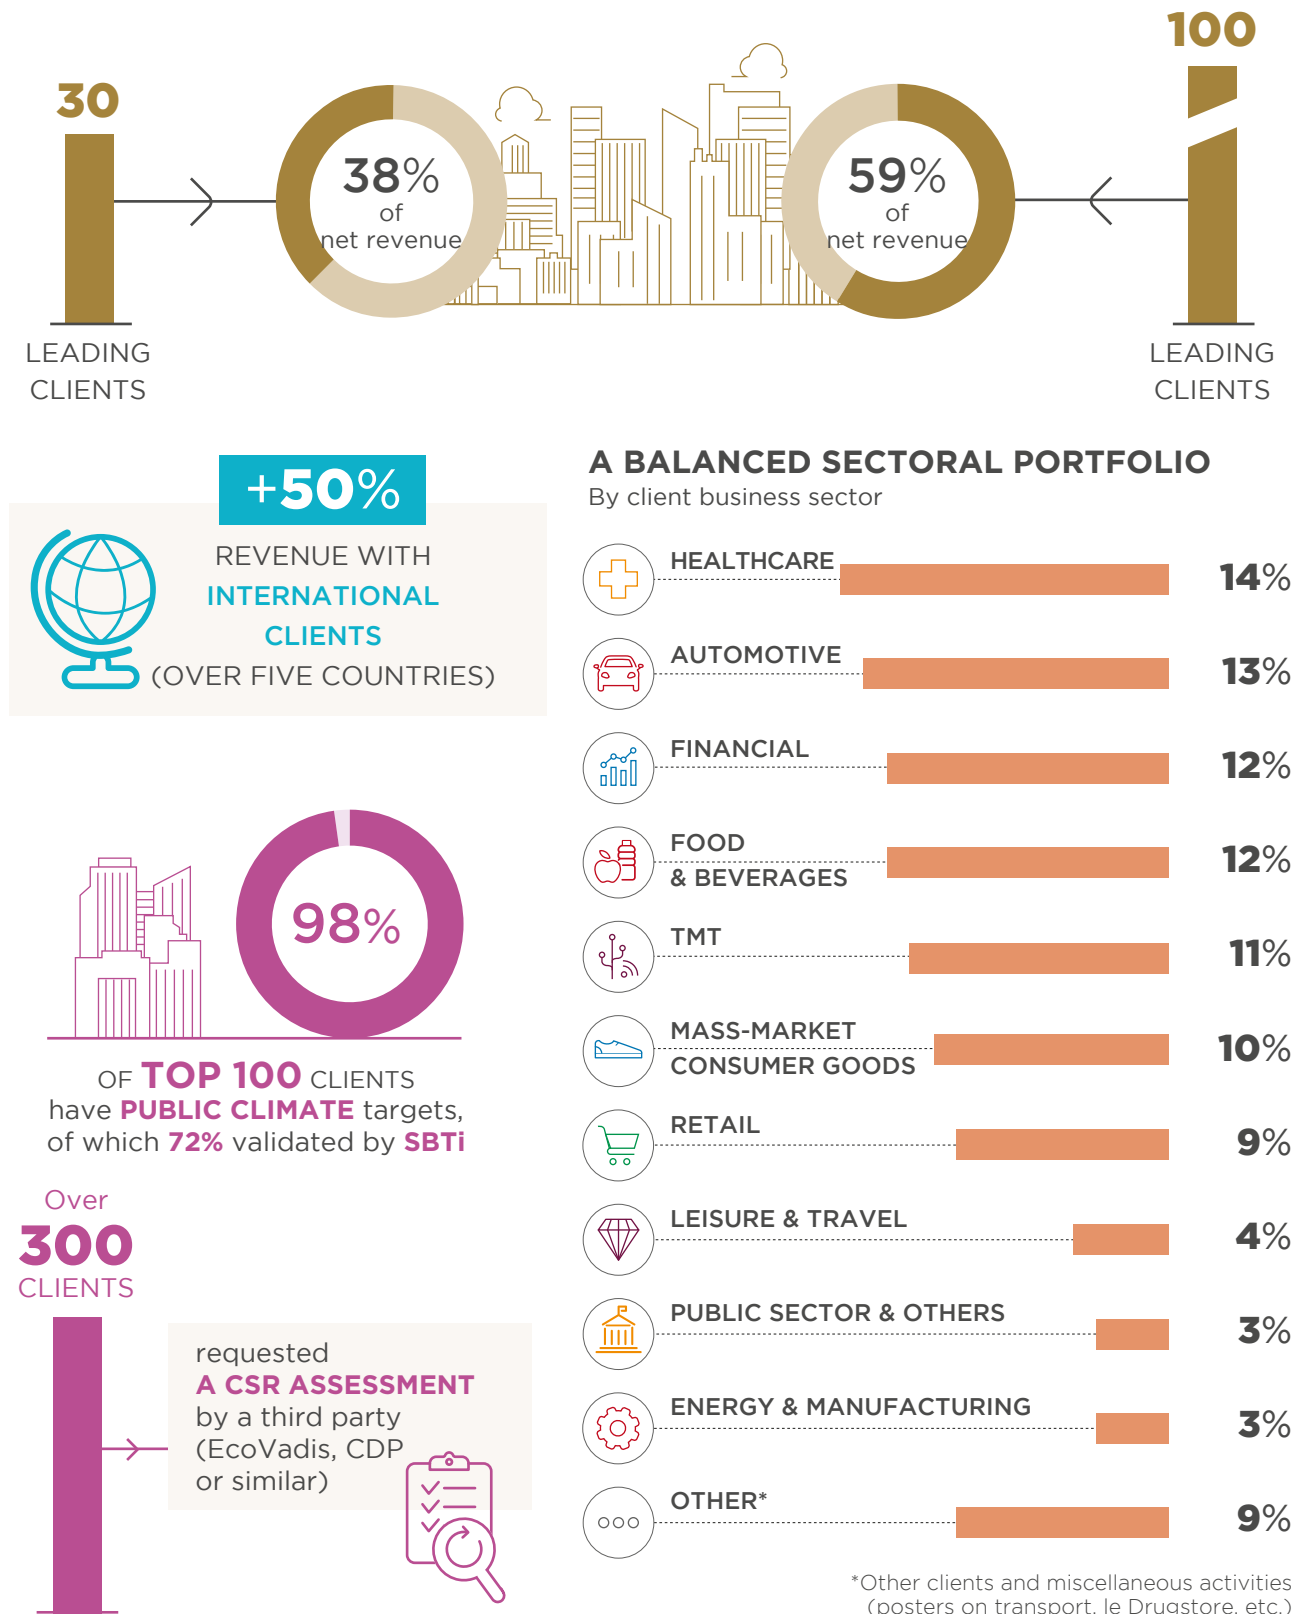 30
38%
of
net revenue
LEADING
CLIENTS
100
59%
of
net revenue
LEADING
CLIENTS
+50%
REVENUE WITH
INTERNATIONAL
CLIENTS
(OVER FIVE COUNTRIES)
98%
OF TOP 100 CLIENTS
have PUBLIC CLIMATE targets,
of which 72% validated by SBTi
Over
300
CLIENTS
requested
A CSR ASSESSMENT
by a third party
(EcoVadis, CDP
or similar)
A BALANCED SECTORAL PORTFOLIO
By client business sector
HEALTHCARE 14%
AUTOMOTIVE 13%
FINANCIAL 12%
FOOD
& BEVERAGES 12%
TMT 11%
MASS-MARKET
CONSUMER GOODS 10%
RETAIL 9%
LEISURE & TRAVEL 4%
PUBLIC SECTOR & OTHERS 3%
ENERGY & MANUFACTURING 3%
OTHER* 9%
*Other clients and miscellaneous activities
(posters on transport, le Drugstore, etc.)